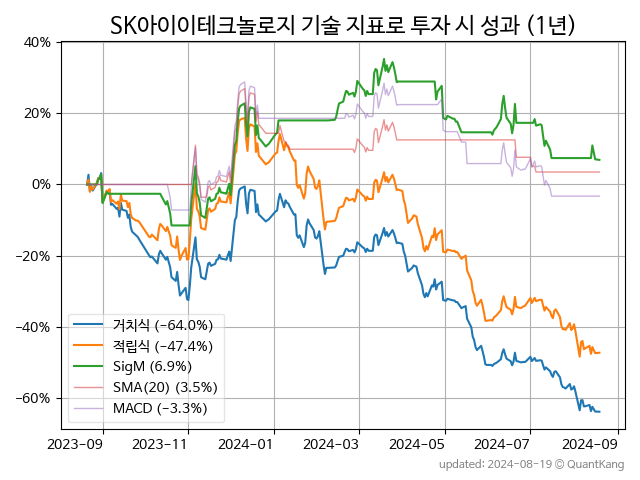 SK아이이테크놀로지 기술 지표로 투자 시 성과 (1년)
40%
20%
0%
−20%
−40%
−60%
거치식 (−64.0%)
적립식 (−47.4%)
SigM (6.9%)
SMA(20) (3.5%)
MACD (−3.3%)
2023−09 2023−11 2024−01 2024−03 2024−05 2024−07 2024−09
updated: 2024−08−19 © QuantKang